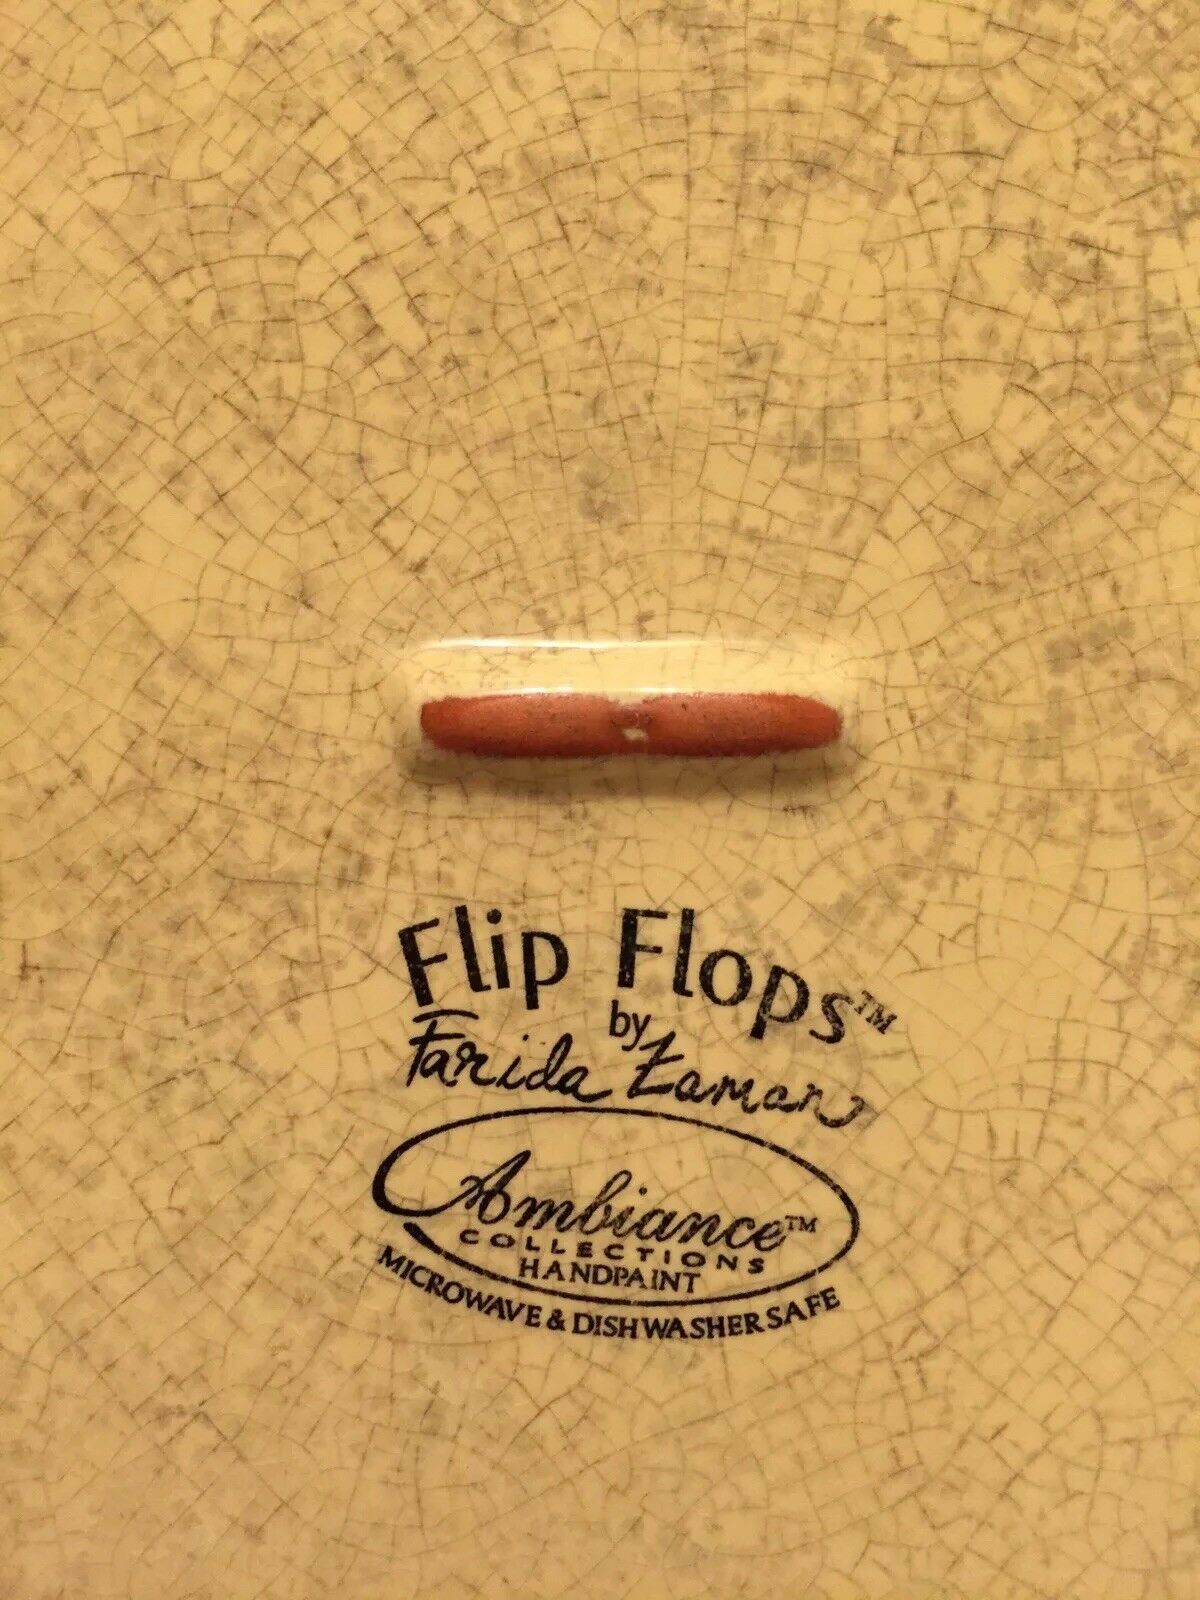 Flip Flops™
by
Farida Zaman
Ambiance™
COLLECTIONS
HANDPAINT
MICROWAVE & DISHWASHER SAFE